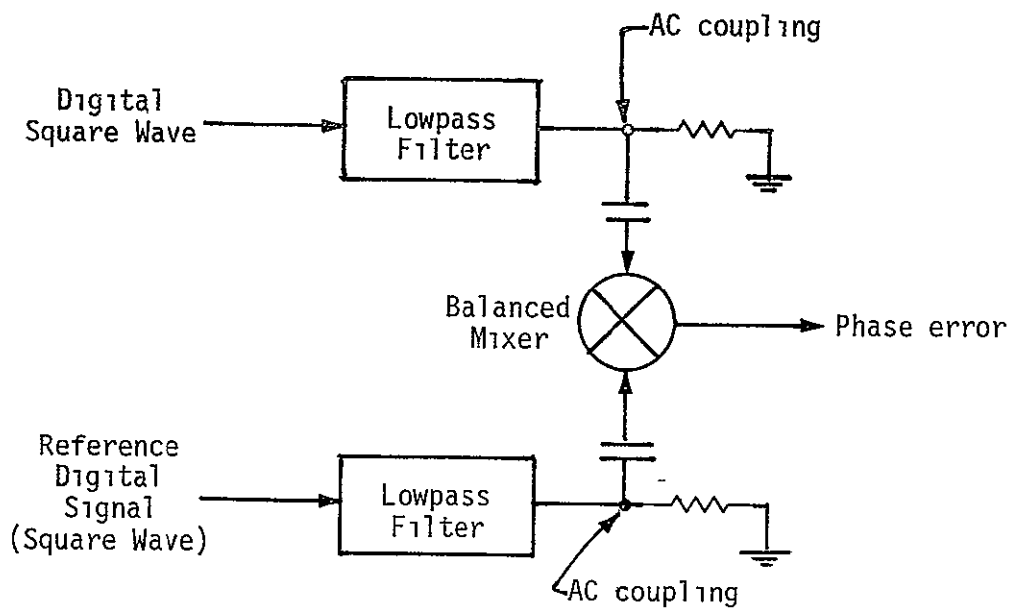 AC coupling
Digital
Square Wave
Lowpass
Filter
Balanced
Mixer
Phase error
Reference
Digital
Signal
(Square Wave)
Lowpass
Filter
AC coupling